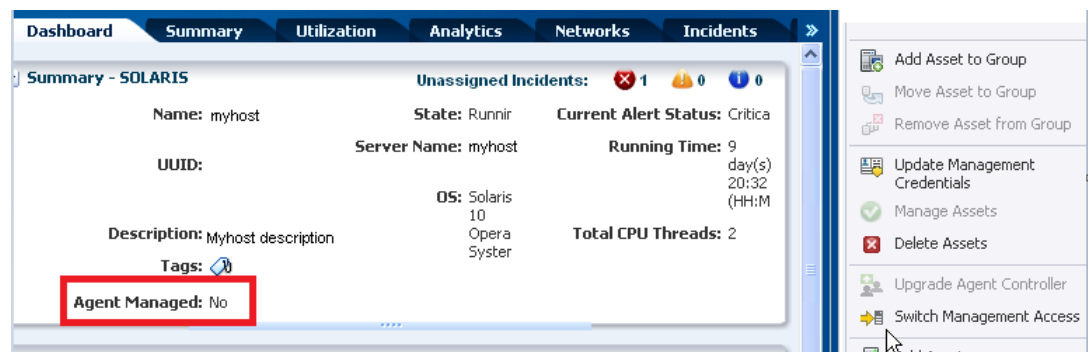 Dashboard Summary Utilization Analytics Networks Incidents »
Summary - SOLARIS Unassigned Incidents: 1 0 0
Name: myhost State: Runnir Current Alert Status: Critica
UUID: Server Name: myhost Running Time: 9
day(s)
20:32
(HH:M
OS: Solaris
10
Opera
Syster
Description: Myhost description Total CPU Threads: 2
Tags:
Agent Managed: No
Add Asset to Group
Move Asset to Group
Remove Asset from Group
Update Management
Credentials
Manage Assets
Delete Assets
Upgrade Agent Controller
Switch Management Access